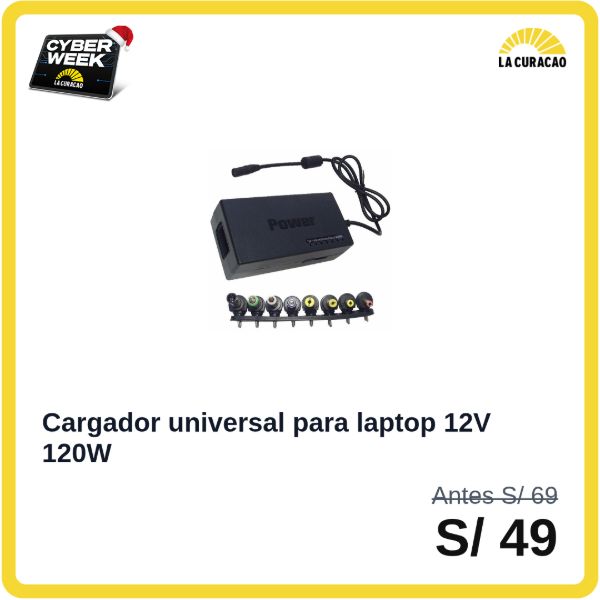 CYBER
WEEK
LA CURACAO
LA CURACAO
Power
Cargador universal para laptop 12V
120W
Antes S/ 69
S/ 49